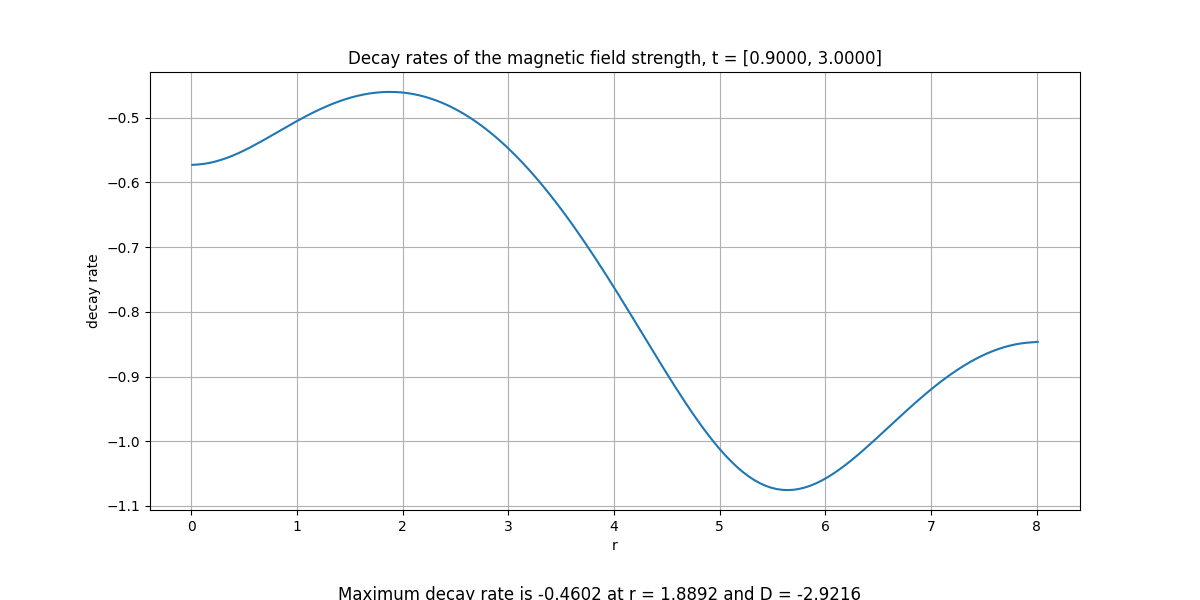 Decay rates of the magnetic field strength, t = [0.9000, 3.0000]
−0.5
−0.6
−0.7
−0.8
−0.9
−1.0
−1.1
decay rate
0 1 2 3 4 5 6 7 8
r
Maximum decay rate is -0.4602 at r = 1.8892 and D = -2.9216